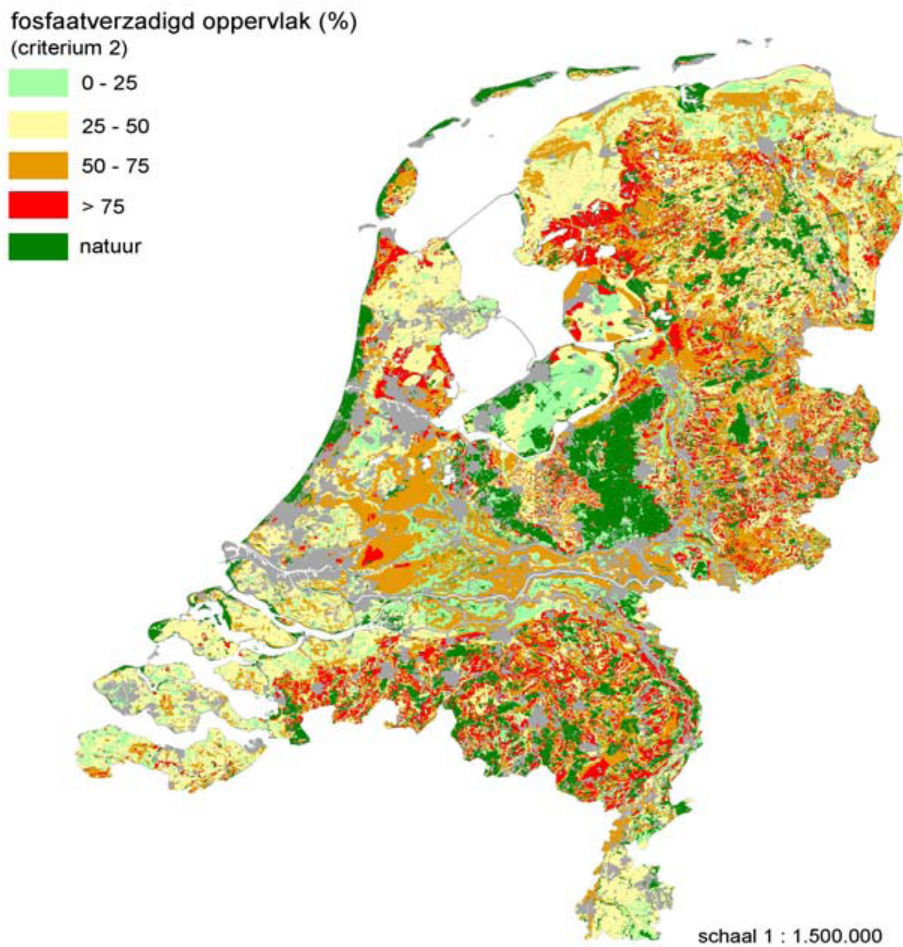 fosfaatverzadigd oppervlak (%)
(criterium 2)
0 - 25
25 - 50
50 - 75
> 75
natuur
schaal 1 : 1.500.000